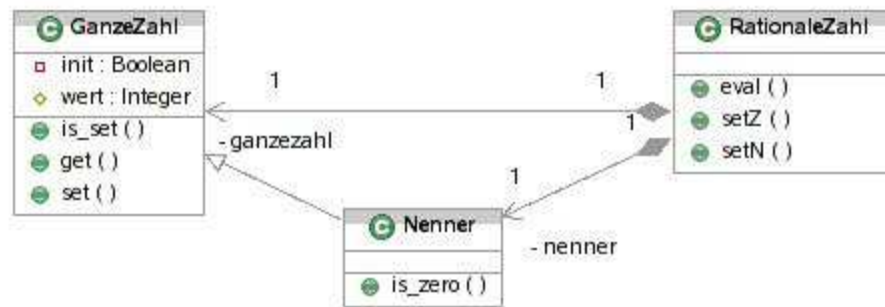 GanzeZahl
init : Boolean
wert : Integer
is_set ( )
get ( )
set ( )
1
1
- ganzezahl
RationaleZahl
eval ( )
setZ ( )
setN ( )
1
1
- nenner
Nenner
is_zero ( )